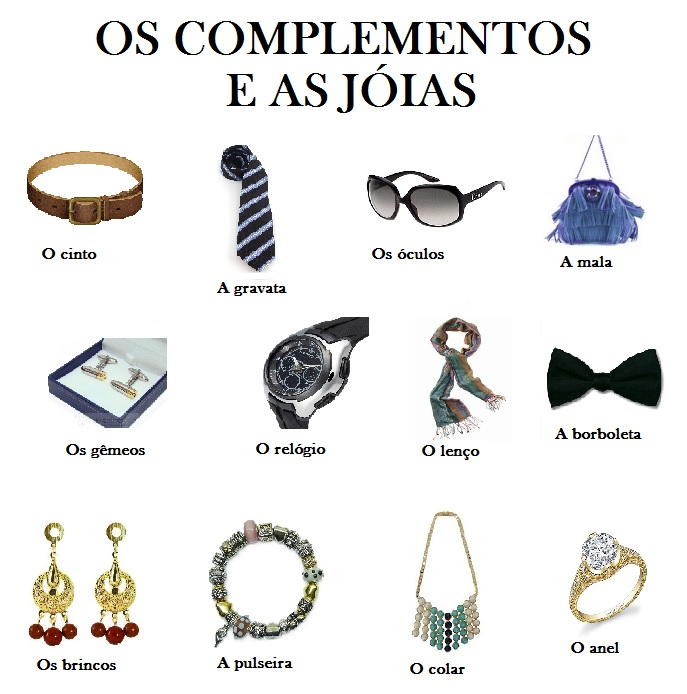 OS COMPLEMENTOS
E AS JÓIAS
O cinto
A gravata
Os óculos
A mala
Os gêmeos
O relógio
O lenço
A borboleta
Os brincos
A pulseira
O colar
O anel